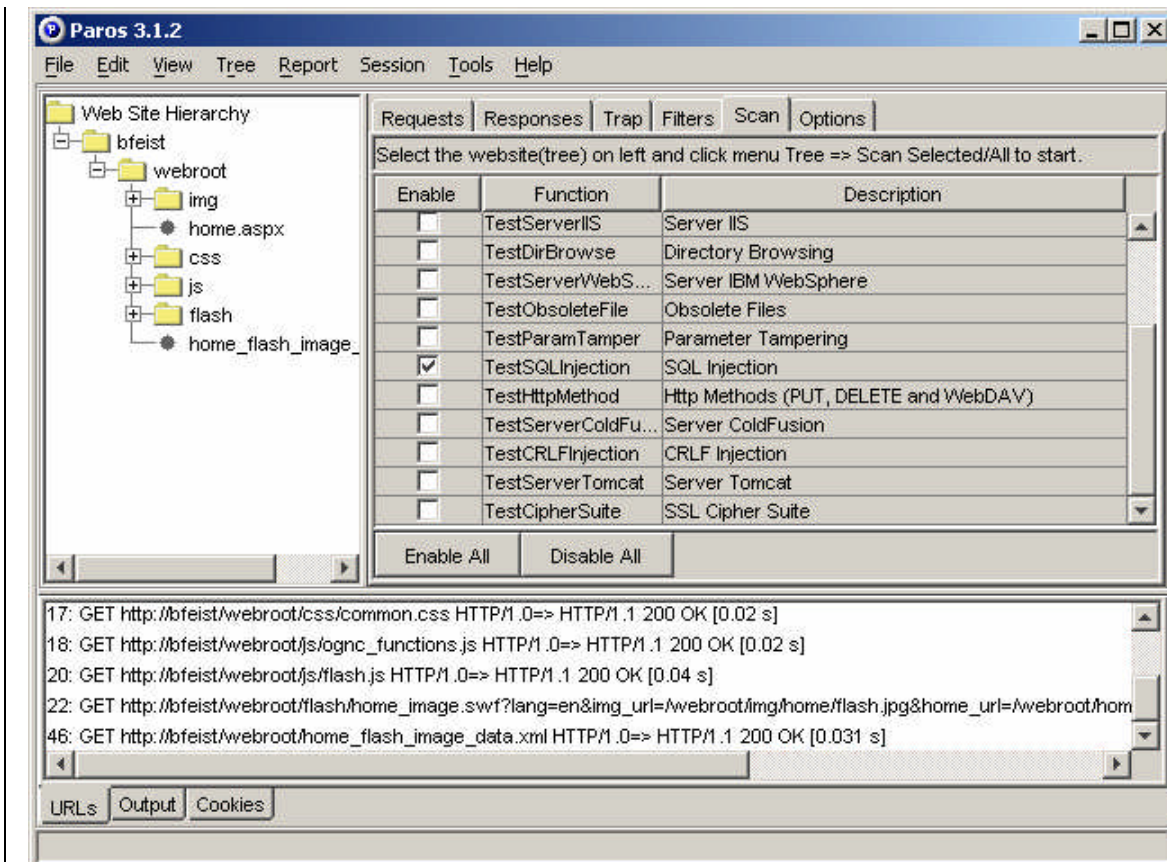 Paros 3.1.2
File Edit View Tree Report Session Tools Help
Web Site Hierarchy
bfeist
webroot
img
home.aspx
css
js
flash
home_flash_image_
Requests Responses Trap Filters Scan Options
Select the website(tree) on left and click menu Tree => Scan Selected/All to start.
Enable Function Description
TestServerIIS Server IIS
TestDirBrowse Directory Browsing
TestServerWebS... Server IBM WebSphere
TestObsoleteFile Obsolete Files
TestParamTamper Parameter Tampering
TestSQLInjection SQL Injection
TestHttpMethod Http Methods (PUT, DELETE and WebDAV)
TestServerColdFu... Server ColdFusion
TestCRLFInjection CRLF Injection
TestServerTomcat Server Tomcat
TestCipherSuite SSL Cipher Suite
Enable All Disable All
17: GET http://bfeist/webroot/css/common.css HTTP/1.0=> HTTP/1.1 200 OK [0.02 s]
18: GET http://bfeist/webroot/js/ognc_functions.js HTTP/1.0=> HTTP/1.1 200 OK [0.02 s]
20: GET http://bfeist/webroot/js/flash.js HTTP/1.0=> HTTP/1.1 200 OK [0.04 s]
22: GET http://bfeist/webroot/flash/home_image.swf?lang=en&img_url=/webroot/img/home/flash.jpg&home_url=/webroot/hom
46: GET http://bfeist/webroot/home_flash_image_data.xml HTTP/1.0=> HTTP/1.1 200 OK [0.031 s]
URLs Output Cookies